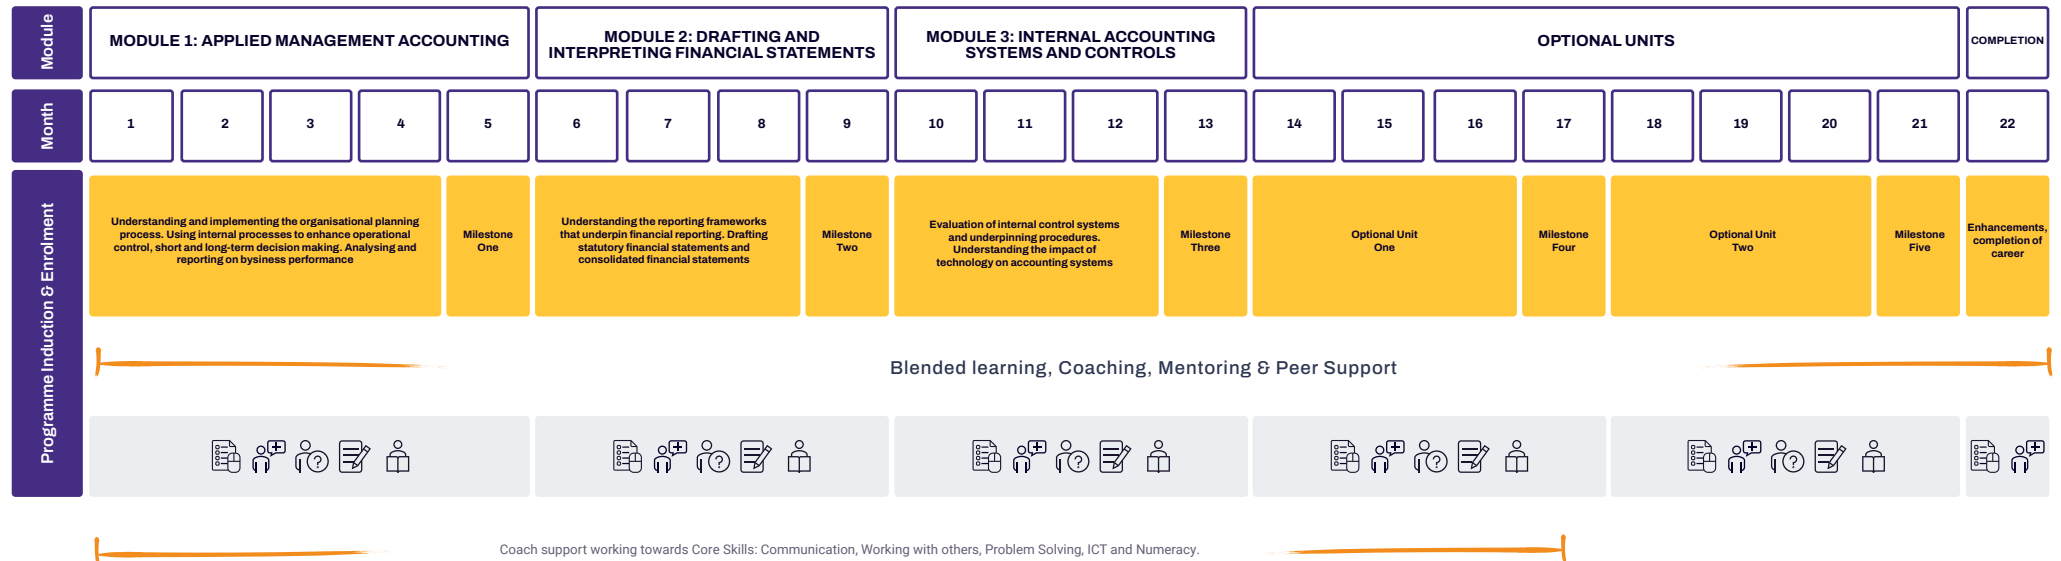 Module
MODULE 1: APPLIED MANAGEMENT ACCOUNTING
MODULE 2: DRAFTING AND
INTERPRETING FINANCIAL STATEMENTS
MODULE 3: INTERNAL ACCOUNTING
SYSTEMS AND CONTROLS
OPTIONAL UNITS
COMPLETION
Month
1
2
3
4
5
6
7
8
9
10
11
12
13
14
15
16
17
18
19
20
21
22
Programme Induction & Enrolment
Understanding and implementing the organisational planning
process. Using internal processes to enhance operational
control, short and long-term decision making. Analysing and
reporting on bysiness performance
Milestone
One
Understanding the reporting frameworks
that underpin financial reporting. Drafting
statutory financial statements and
consolidated financial statements
Milestone
Two
Evaluation of internal control systems
and underpinning procedures.
Understanding the impact of
technology on accounting systems
Milestone
Three
Optional Unit
One
Milestone
Four
Optional Unit
Two
Milestone
Five
Enhancements,
completion of
career
Blended learning, Coaching, Mentoring & Peer Support
Coach support working towards Core Skills: Communication, Working with others, Problem Solving, ICT and Numeracy.